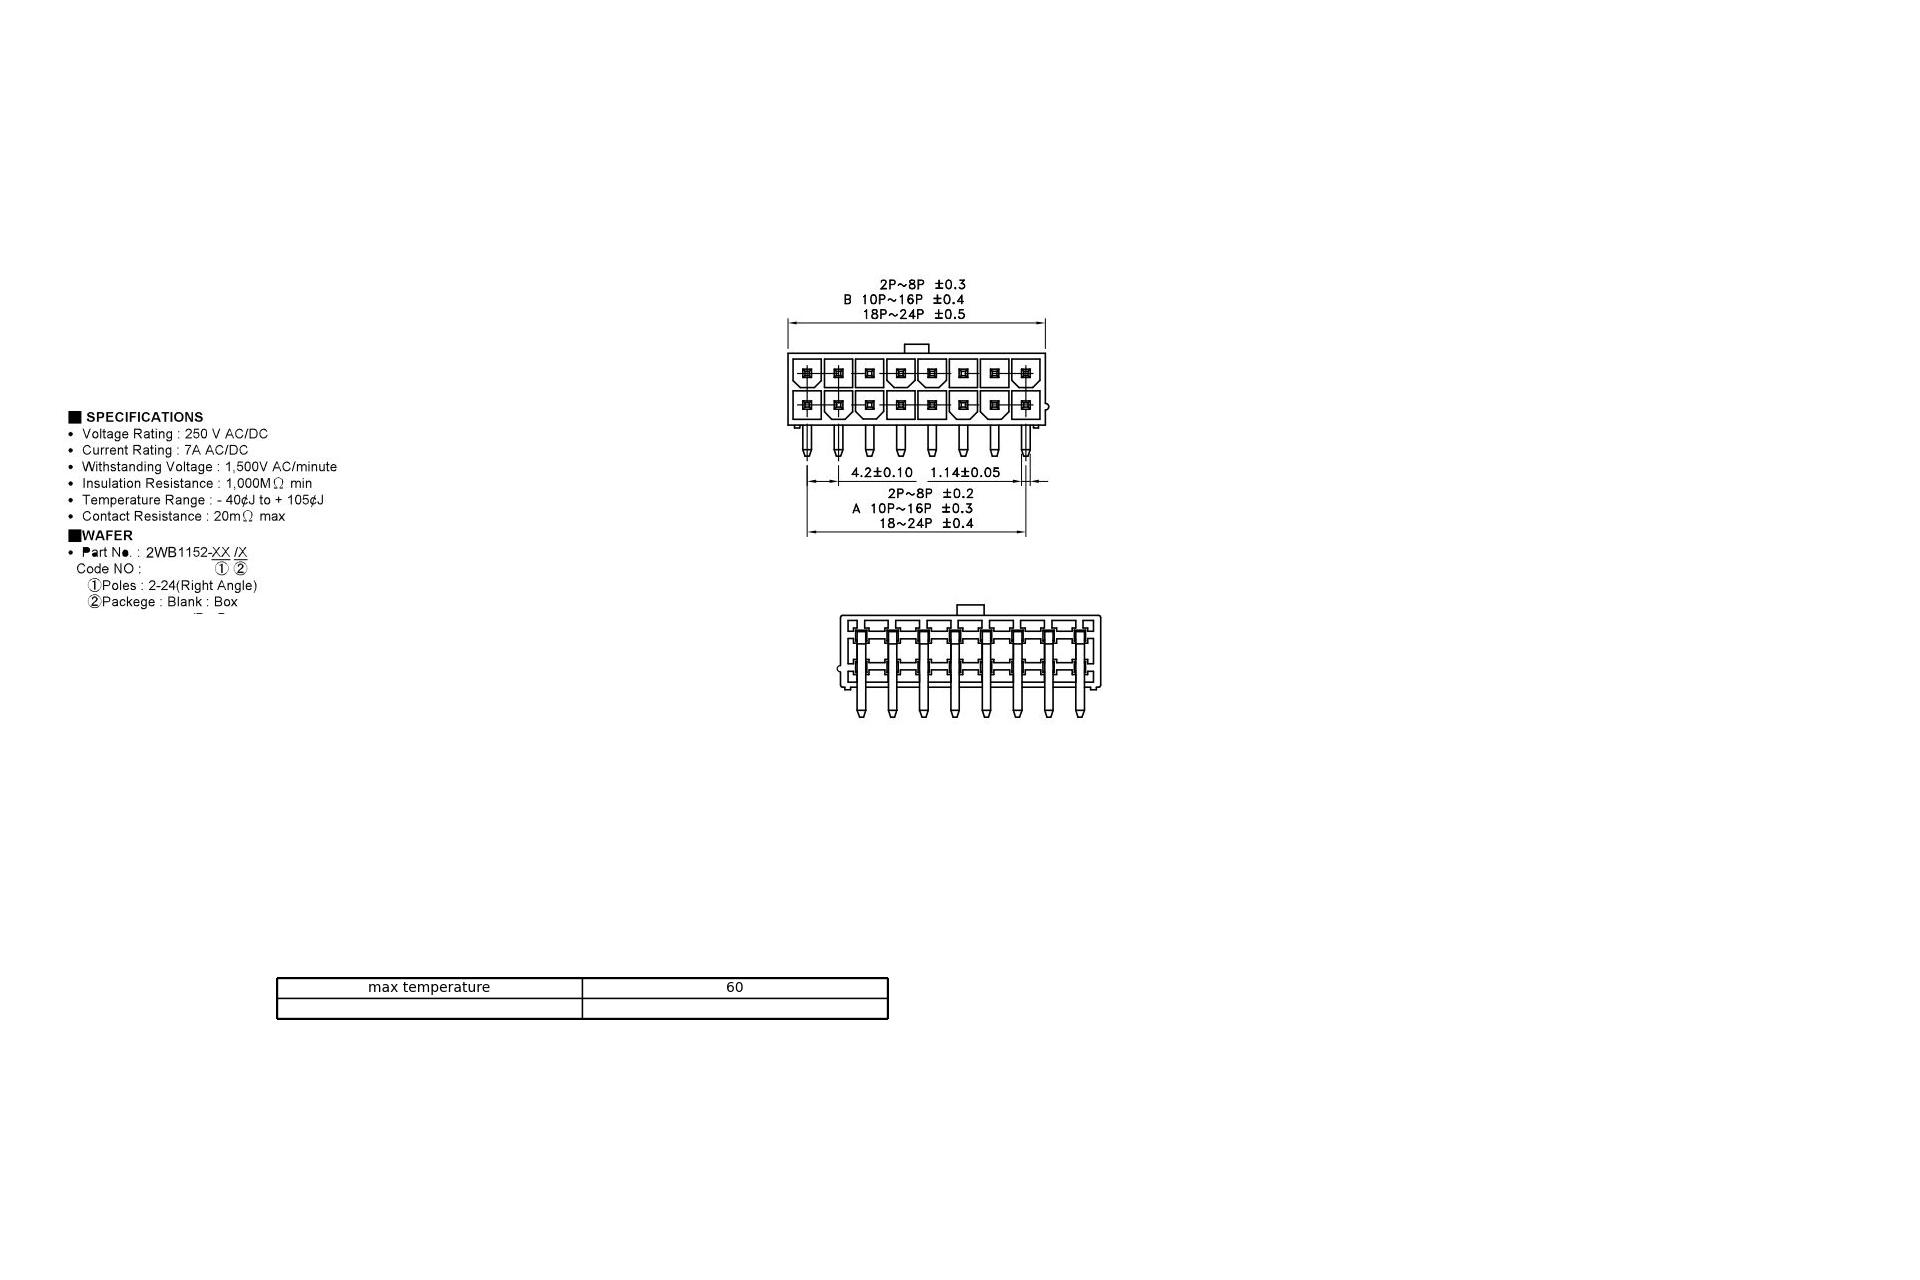 2P~8P ±0.3
B 10P~16P ±0.4
18P~24P ±0.5
■ SPECIFICATIONS
• Voltage Rating : 250 V AC/DC
• Current Rating : 7A AC/DC
• Withstanding Voltage : 1,500V AC/minute
• Insulation Resistance : 1,000MΩ min
• Temperature Range : - 40¢J to + 105¢J
• Contact Resistance : 20mΩ max
■WAFER
• Part No. : 2WB1152-XX /X
Code NO : ① ②
①Poles : 2-24(Right Angle)
②Packege : Blank : Box
4.2±0.10 1.14±0.05
2P~8P ±0.2
A 10P~16P ±0.3
18~24P ±0.4
max temperature 60